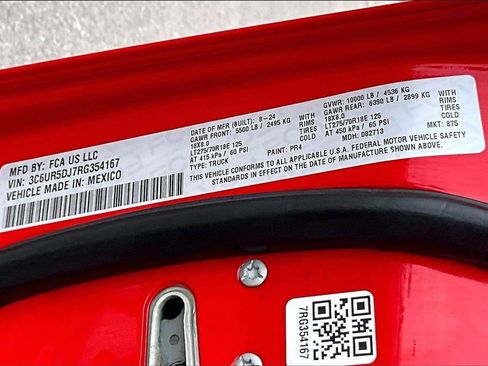 DATE OF MFR (BUILT) 8-24 GVWR: 10000 LB / 4536 KG
GAWR FRONT: 5500 LB / 2495 KG WITH GAWR REAR: 6390 LB / 2899 KG WITH
18X8.0 RIMS 18X8.0 RIMS
LT275/70R18E 125 TIRES LT275/70R18E 125 TIRES
AT 415 kPa / 60 PSI COLD AT 450 kPa / 65 PSI COLD
TYPE: TRUCK PAINT: PR4 MDH: 082713 MKT: 875
THIS VEHICLE CONFORMS TO ALL APPLICABLE U.S.A. FEDERAL MOTOR VEHICLE SAFETY
STANDARDS IN EFFECT ON THE DATE OF MANUFACTURE SHOWN ABOVE.
MFD BY: FCA US LLC
VIN: 3C6UR5DJ7RG354167
VEHICLE MADE IN: MEXICO
7RG354167